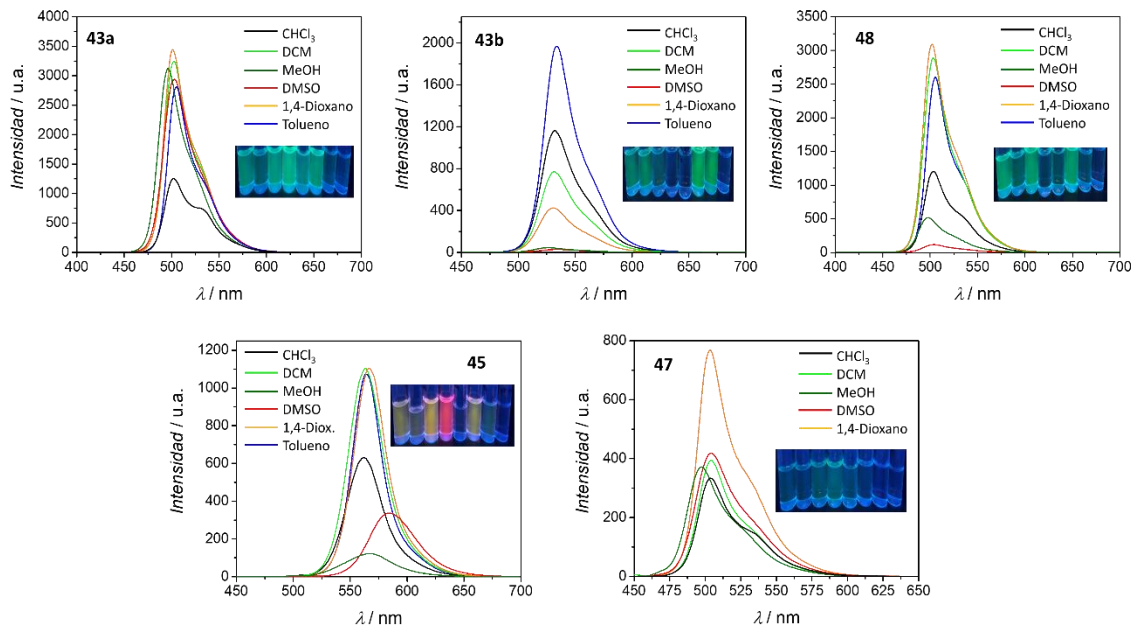 43a
CHCl₃
DCM
MeOH
DMSO
1,4-Dioxano
Tolueno
Intensidad / u.a.
4000
3500
3000
2500
2000
1500
1000
500
0
400 450 500 550 600 650 700
λ / nm
43b
CHCl₃
DCM
MeOH
DMSO
1,4-Dioxano
Tolueno
Intensidad / u.a.
2000
1600
1200
800
400
0
450 500 550 600 650 700
λ / nm
48
CHCl₃
DCM
MeOH
DMSO
1,4-Dioxano
Tolueno
Intensidad / u.a.
3500
3000
2500
2000
1500
1000
500
0
400 450 500 550 600 650 700
λ / nm
45
CHCl₃
DCM
MeOH
DMSO
1,4-Diox.
Tolueno
Intensidad / u.a.
1200
1050
900
750
600
450
300
150
0
450 500 550 600 650 700
λ / nm
47
CHCl₃
DCM
MeOH
DMSO
1,4-Dioxano
Intensidad / u.a.
800
600
400
200
0
450 475 500 525 550 575 600 625 650
λ / nm